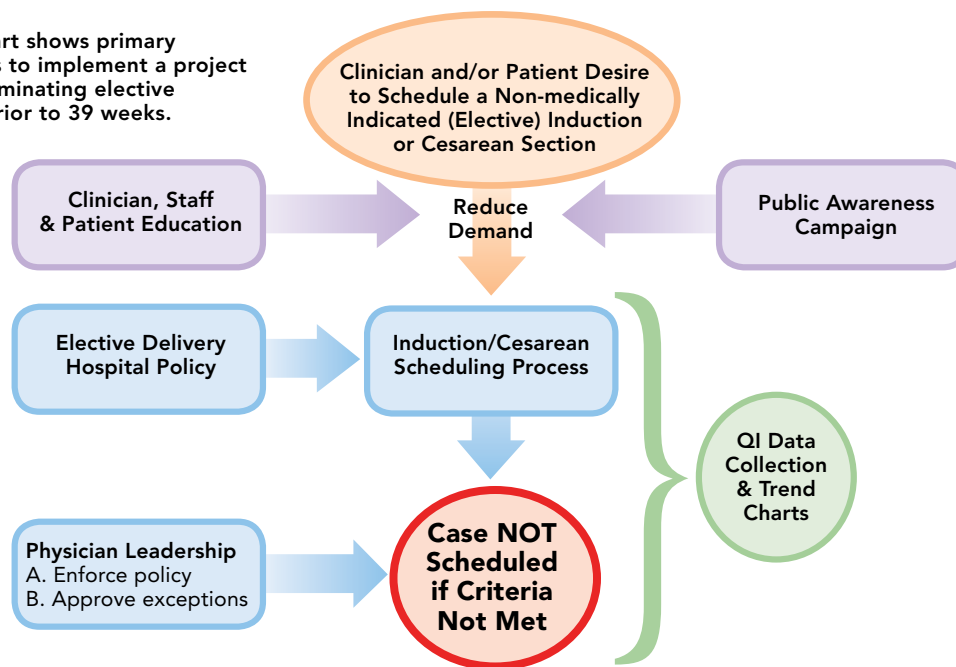 art shows primary
s to implement a project
minating elective
rior to 39 weeks.
Clinician and/or Patient Desire
to Schedule a Non-medically
Indicated (Elective) Induction
or Cesarean Section
Clinician, Staff
& Patient Education
Reduce
Demand
Public Awareness
Campaign
Elective Delivery
Hospital Policy
Induction/Cesarean
Scheduling Process
QI Data
Collection
& Trend
Charts
Physician Leadership
A. Enforce policy
B. Approve exceptions
Case NOT
Scheduled
if Criteria
Not Met